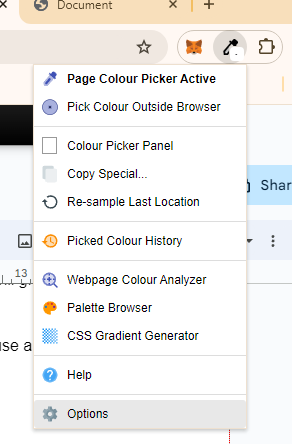 Document
Page Colour Picker Active
Pick Colour Outside Browser
Colour Picker Panel
Shar
Copy Special...
Re-sample Last Location
Picked Colour History
13
Webpage Colour Analyzer
Palette Browser
use a
CSS Gradient Generator
Help
Options